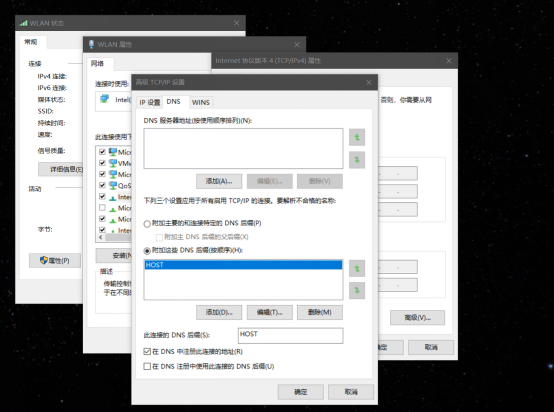 WLAN 状态
常规
连接
IPv4 连接:
IPv6 连接:
媒体状态:
SSID:
持续时间:
速度:
信号质量:
详细信息(E)
活动
字节:
属性(P)
WLAN 属性
网络
连接时使用:
Intel(
此连接使用下
Micr
VMv
Micr
QoS
Inter
Micr
Micr
Inter
安装(N
描述
传输控制
于在不同
Internet 协议版本 4 (TCP/IPv4) 属性
否则，你需要从网
高级(V)...
定
取消
高级 TCP/IP 设置
IP 设置
DNS
WINS
DNS 服务器地址(按使用顺序排列)(N):
添加(A)...
编辑(E)...
删除(V)
下列三个设置应用于所有启用 TCP/IP 的连接。要解析不合格的名称:
附加主要的和连接特定的 DNS 后缀(P)
附加主 DNS 后缀的父后缀(X)
附加这些 DNS 后缀(按顺序)(H):
HOST
添加(D)...
编辑(T)...
删除(M)
此连接的 DNS 后缀(S):
HOST
在 DNS 中注册此连接的地址(R)
在 DNS 注册中使用此连接的 DNS 后缀(U)
确定
取消